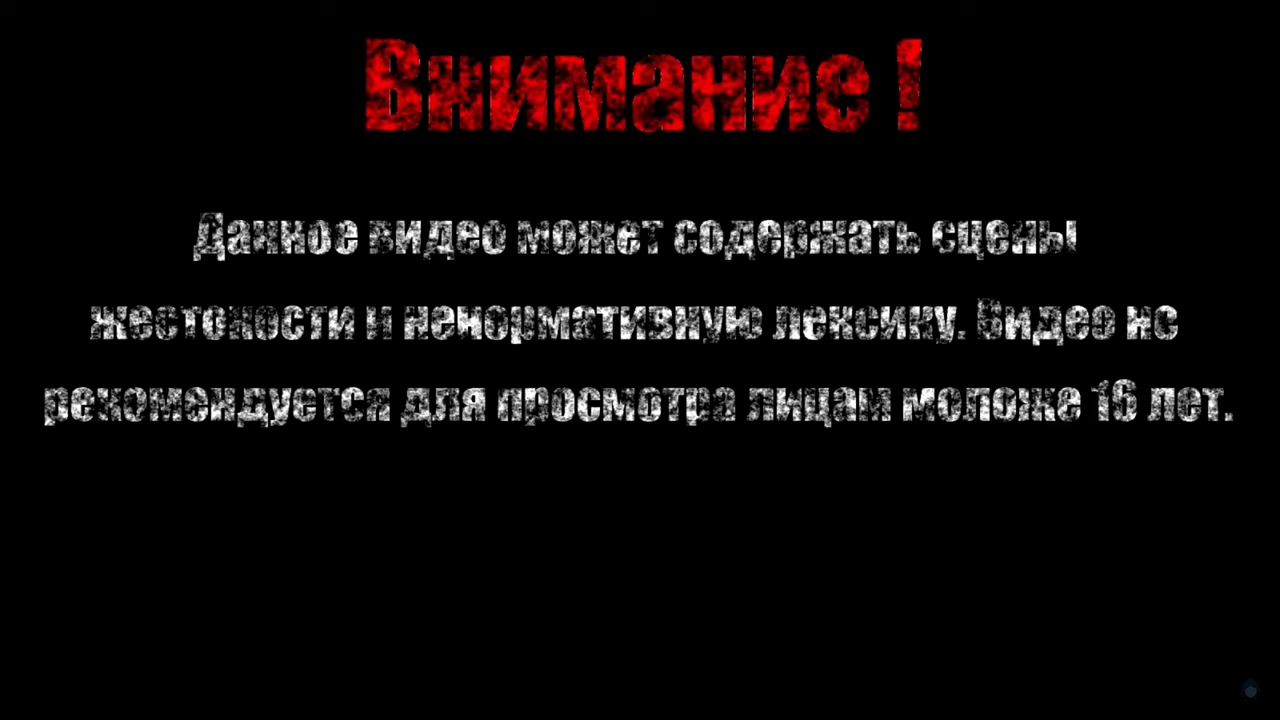 Внимание !
Данное видео может содержать сцены
жестокости и ненормативную лексику. Видео не
рекомендуется для просмотра лицам моложе 16 лет.